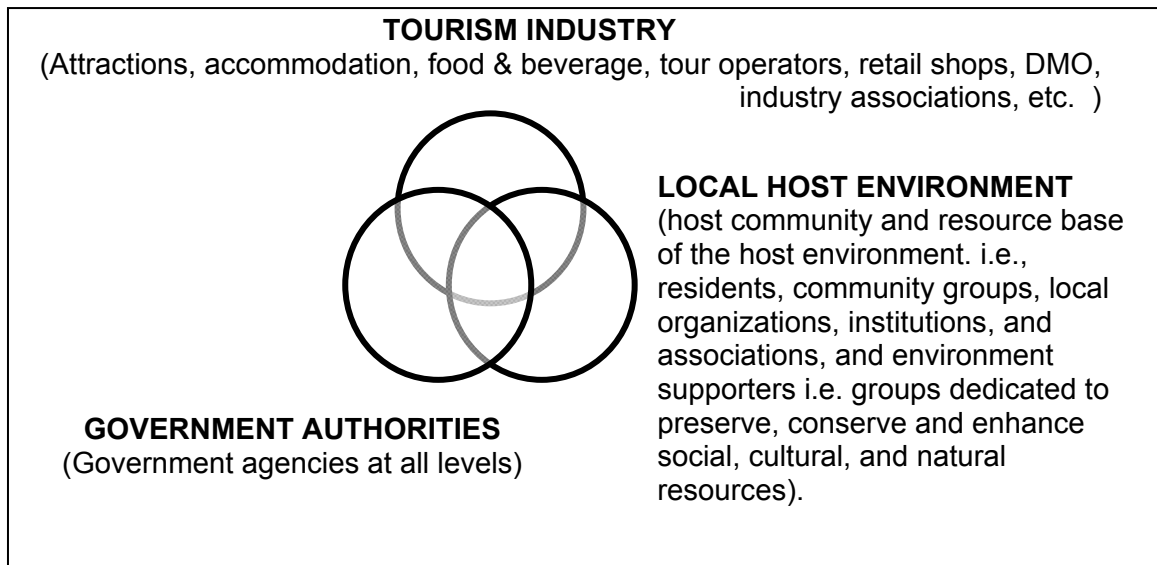 TOURISM INDUSTRY
(Attractions, accommodation, food & beverage, tour operators, retail shops, DMO,
industry associations, etc. )
LOCAL HOST ENVIRONMENT
(host community and resource base
of the host environment. i.e.,
residents, community groups, local
organizations, institutions, and
associations, and environment
supporters i.e. groups dedicated to
preserve, conserve and enhance
social, cultural, and natural
resources).
GOVERNMENT AUTHORITIES
(Government agencies at all levels)